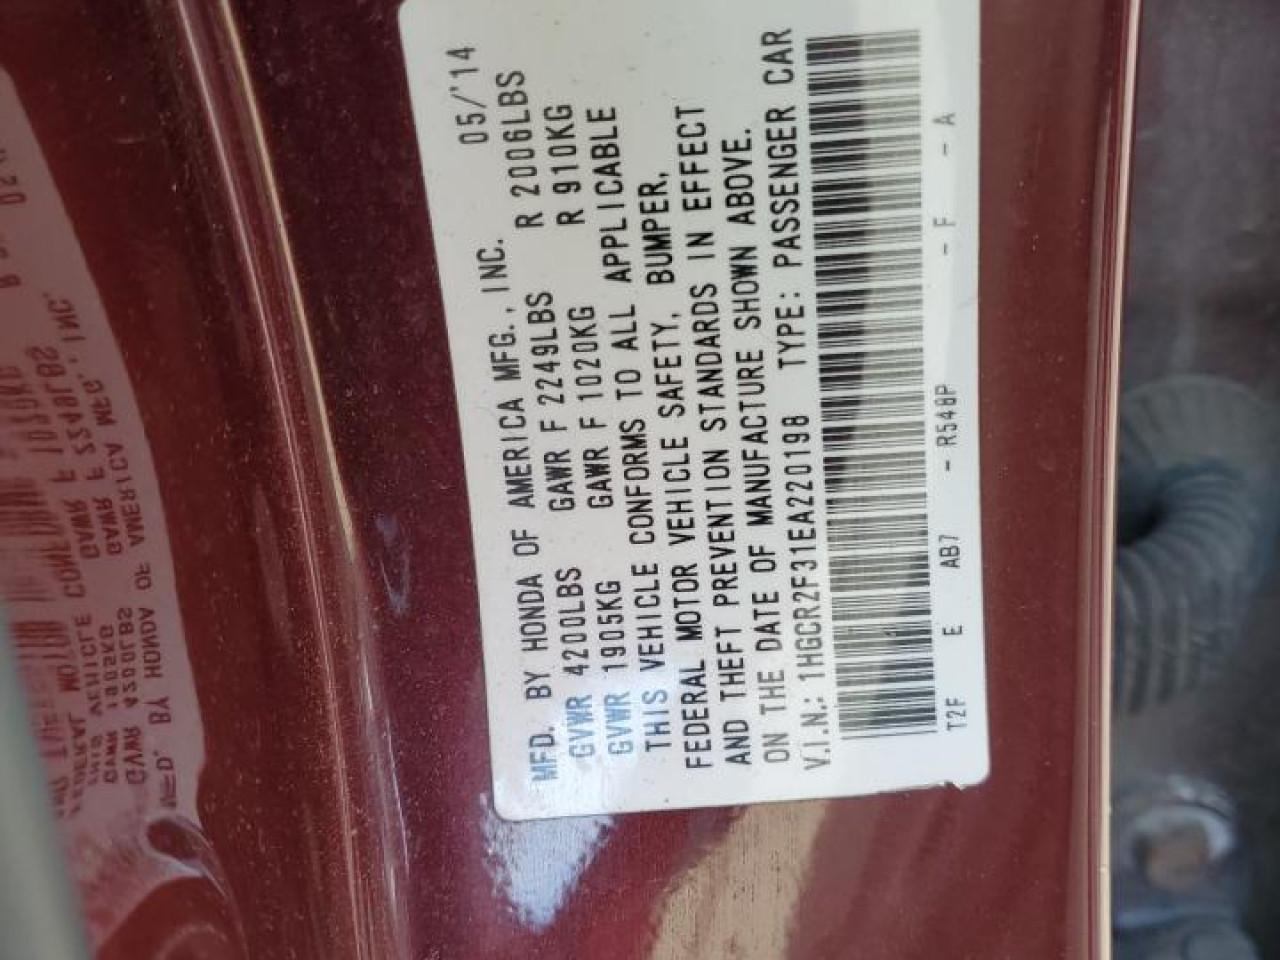 MFD. BY HONDA OF AMERICA MFG., INC. 05/'14
GVWR 4200LBS GAWR F 2249LBS R 2006LBS
GVWR 1905KG GAWR F 1020KG R 910KG
THIS VEHICLE CONFORMS TO ALL APPLICABLE
FEDERAL MOTOR VEHICLE SAFETY, BUMPER,
AND THEFT PREVENTION STANDARDS IN EFFECT
ON THE DATE OF MANUFACTURE SHOWN ABOVE.
V.I.N.: 1HGCR2F31EA220198 TYPE: PASSENGER CAR
T2F E AB7 - R548P - F - A